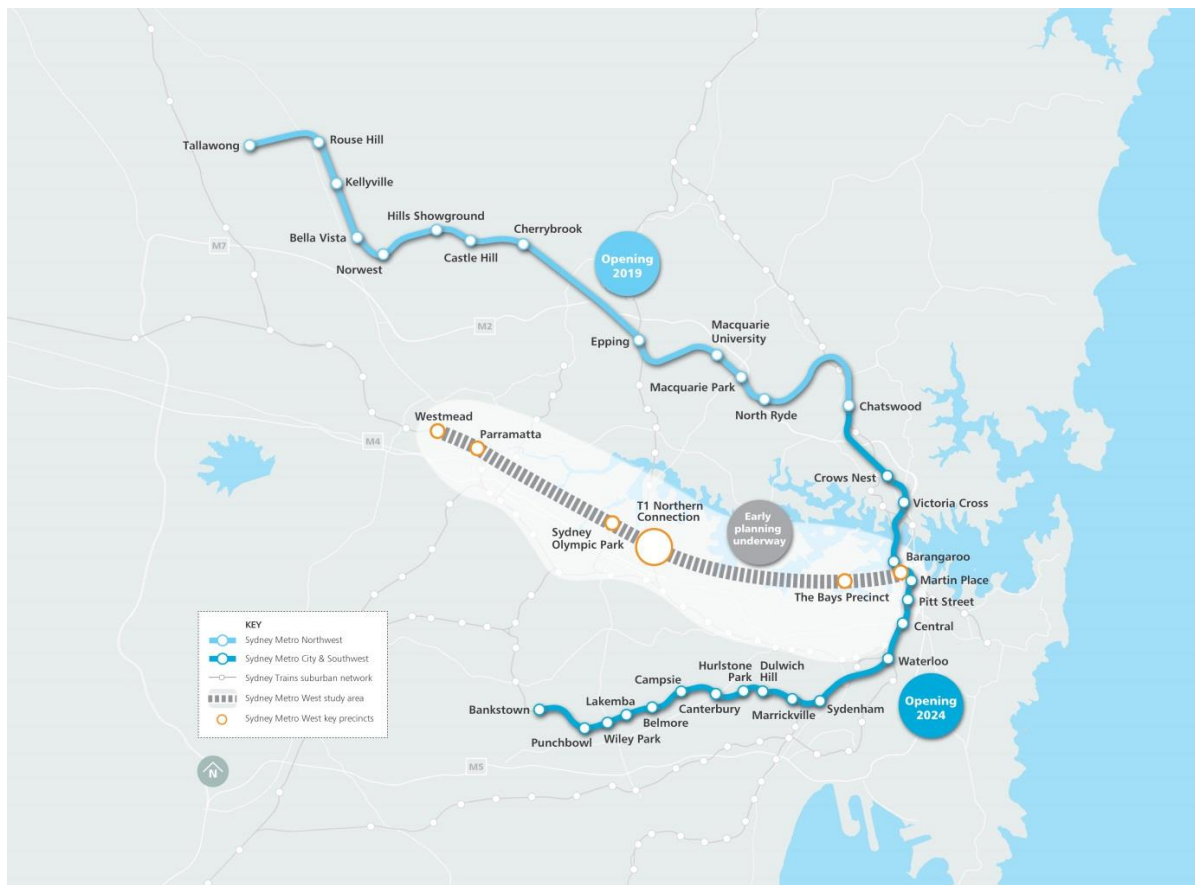 Tallawong
Rouse Hill
Kellyville
Bella Vista
Norwest
Hills Showground
Castle Hill
Cherrybrook
Opening
2019
M7
M2
Epping
Macquarie
University
Macquarie Park
North Ryde
Chatswood
M4
Westmead
Parramatta
Crows Nest
Victoria Cross
T1 Northern
Connection
Sydney
Olympic Park
Early
planning
underway
Barangaroo
Martin Place
The Bays Precinct
Pitt Street
Central
Waterloo
KEY
Sydney Metro Northwest
Sydney Metro City & Southwest
Sydney Trains suburban network
Sydney Metro West study area
Sydney Metro West key precincts
Bankstown
Punchbowl
Wiley Park
Lakemba
Belmore
Campsie
Canterbury
Hurlstone
Park
Dulwich
Hill
Marrickville
Sydenham
Opening
2024
M5
N